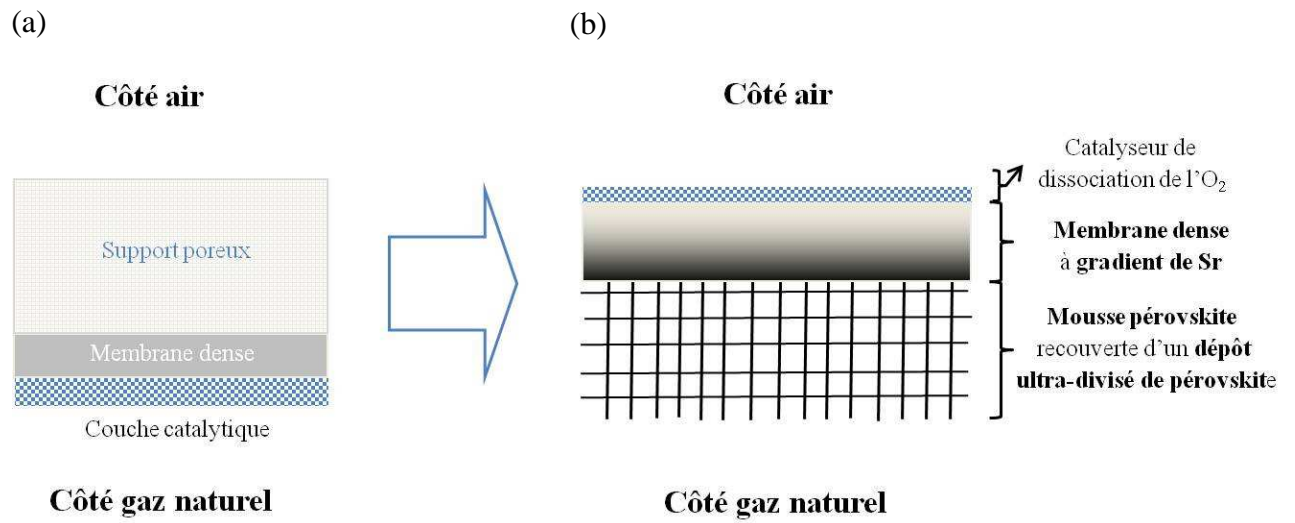 (a)
Côté air
Support poreux
Membrane dense
Couche catalytique
Côté gaz naturel
(b)
Côté air
Catalyseur de
dissociation de l'O₂
Membrane dense
à gradient de Sr
Mousse pérovskite
recouverte d'un dépôt
ultra-divisé de pérovskite
Côté gaz naturel